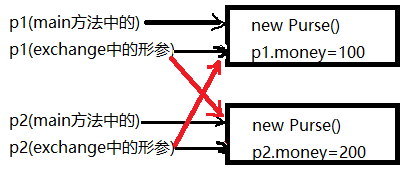 p1(main方法中的)
p1(exchange中的形参)
new Purse()
p1.money=100
p2(main方法中的)
p2(exchange中的形参)
new Purse()
p2.money=200